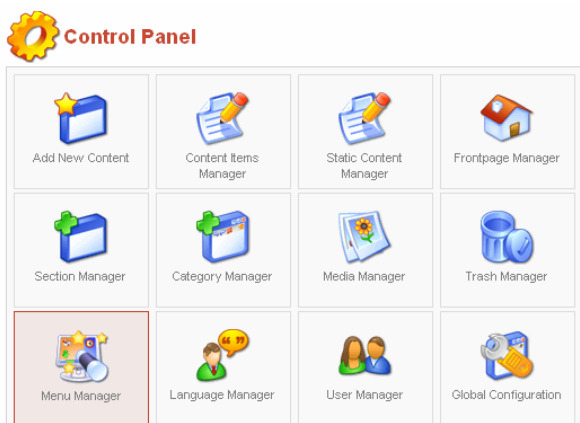 Control Panel
Add New Content
Content Items
Manager
Static Content
Manager
Frontpage Manager
Section Manager
Category Manager
Media Manager
Trash Manager
Menu Manager
Language Manager
User Manager
Global Configuration